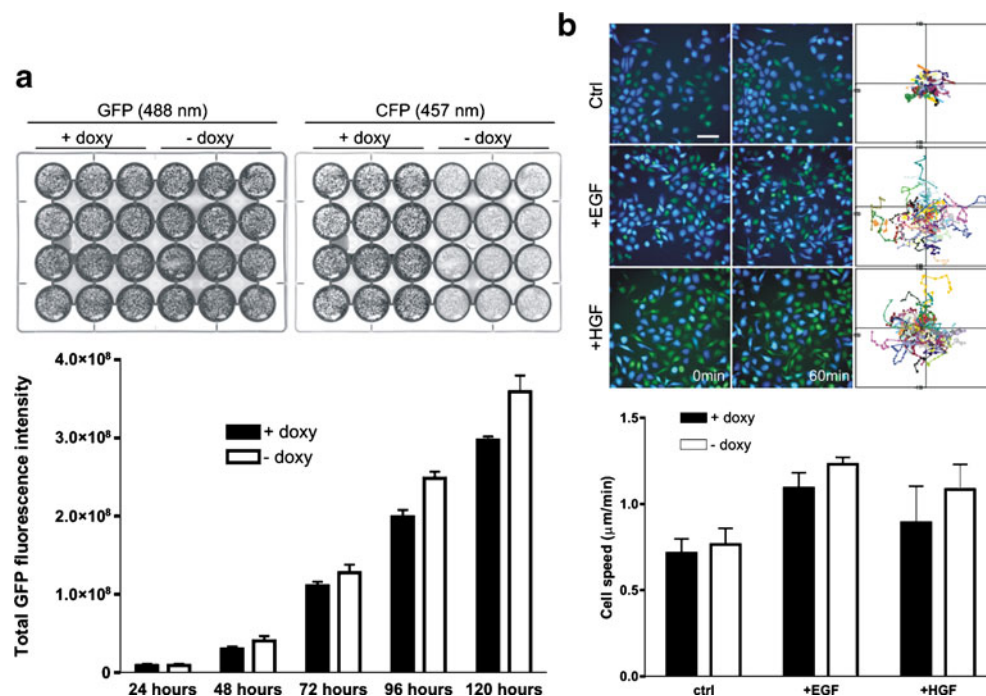 a
GFP (488 nm)
CFP (457 nm)
+ doxy
- doxy
+ doxy
- doxy
Total GFP fluorescence intensity
4.0×10⁸
3.0×10⁸
2.0×10⁸
1.0×10⁸
0
+ doxy
- doxy
24 hours
48 hours
72 hours
96 hours
120 hours
b
Ctrl
+EGF
+HGF
0min
60min
Cell speed (μm/min)
1.5
1.0
0.5
0.0
+ doxy
- doxy
ctrl
+EGF
+HGF